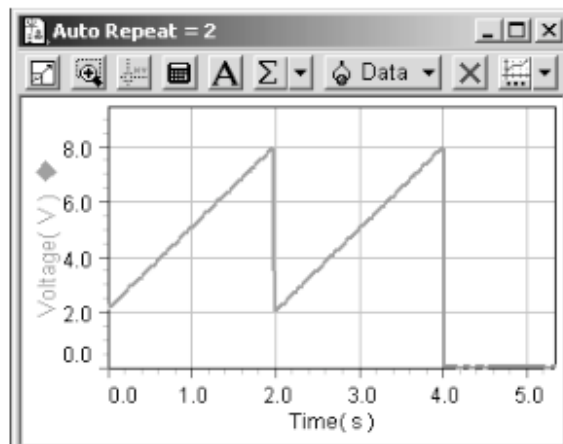 Auto Repeat = 2
A Σ Data
Voltage( V )
8.0
6.0
4.0
2.0
0.0
0.0 1.0 2.0 3.0 4.0 5.0
Time( s )